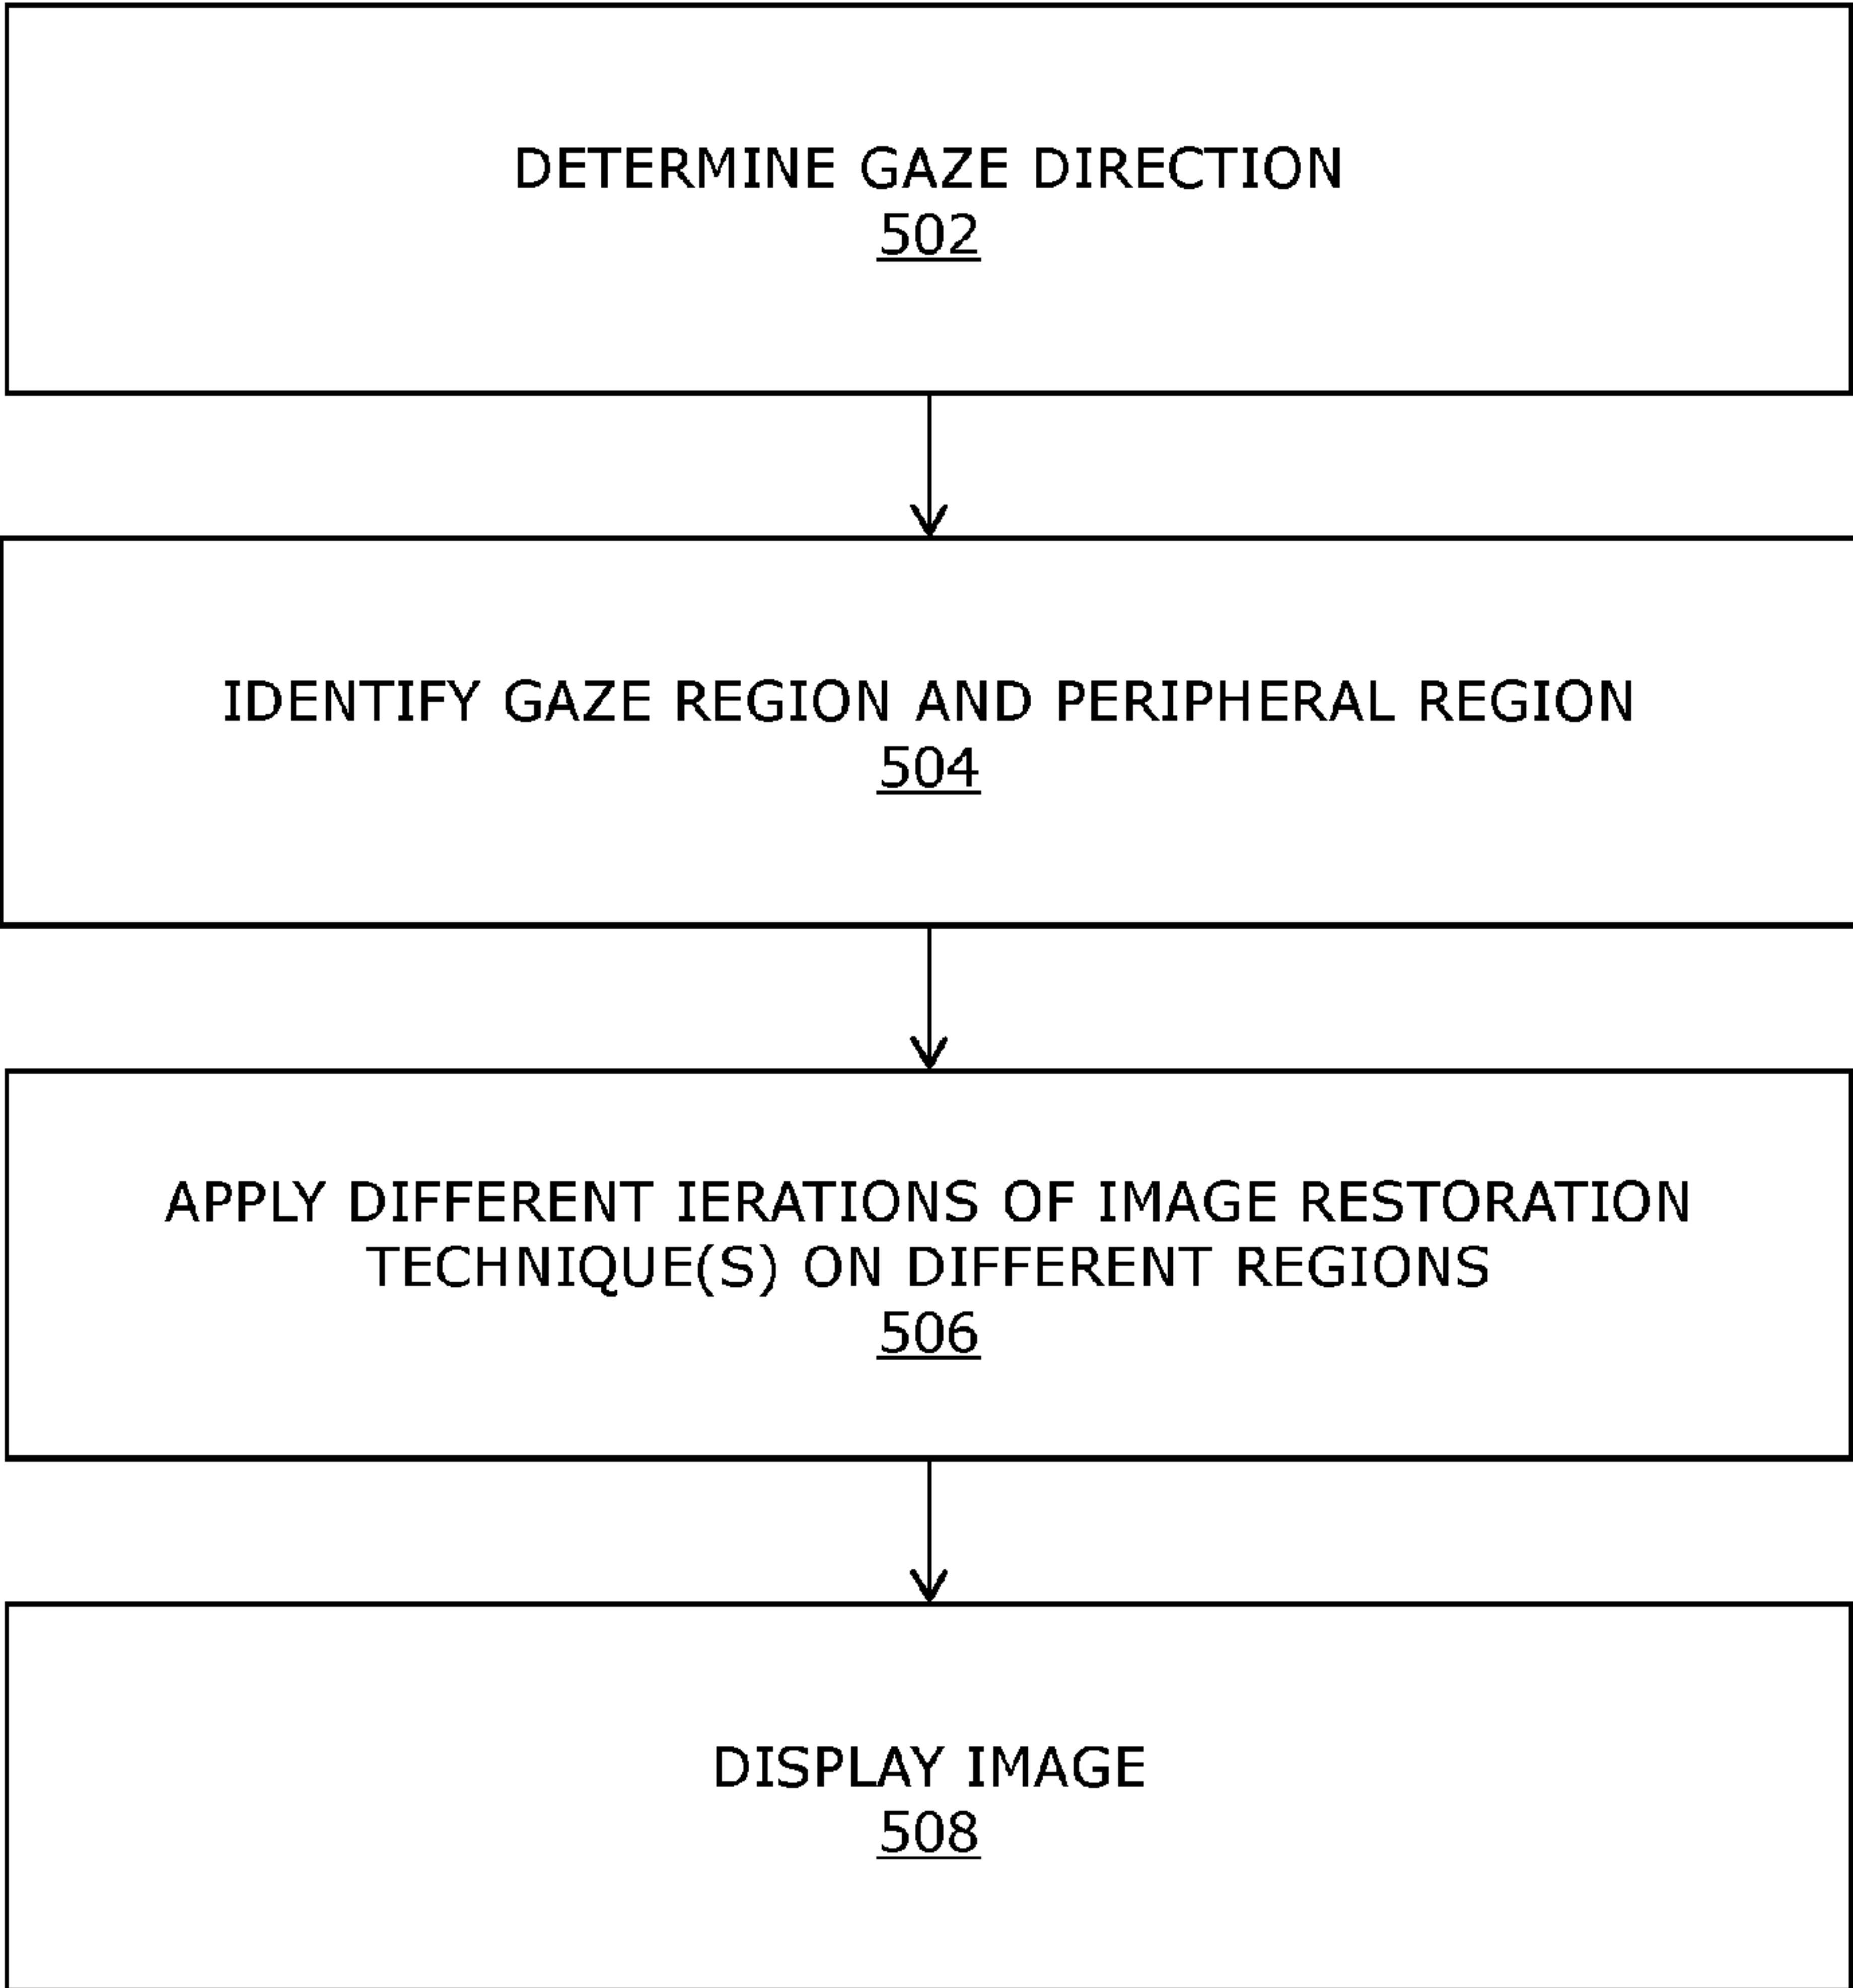 DETERMINE GAZE DIRECTION
502
IDENTIFY GAZE REGION AND PERIPHERAL REGION
504
APPLY DIFFERENT IERATIONS OF IMAGE RESTORATION
TECHNIQUE(S) ON DIFFERENT REGIONS
506
DISPLAY IMAGE
508